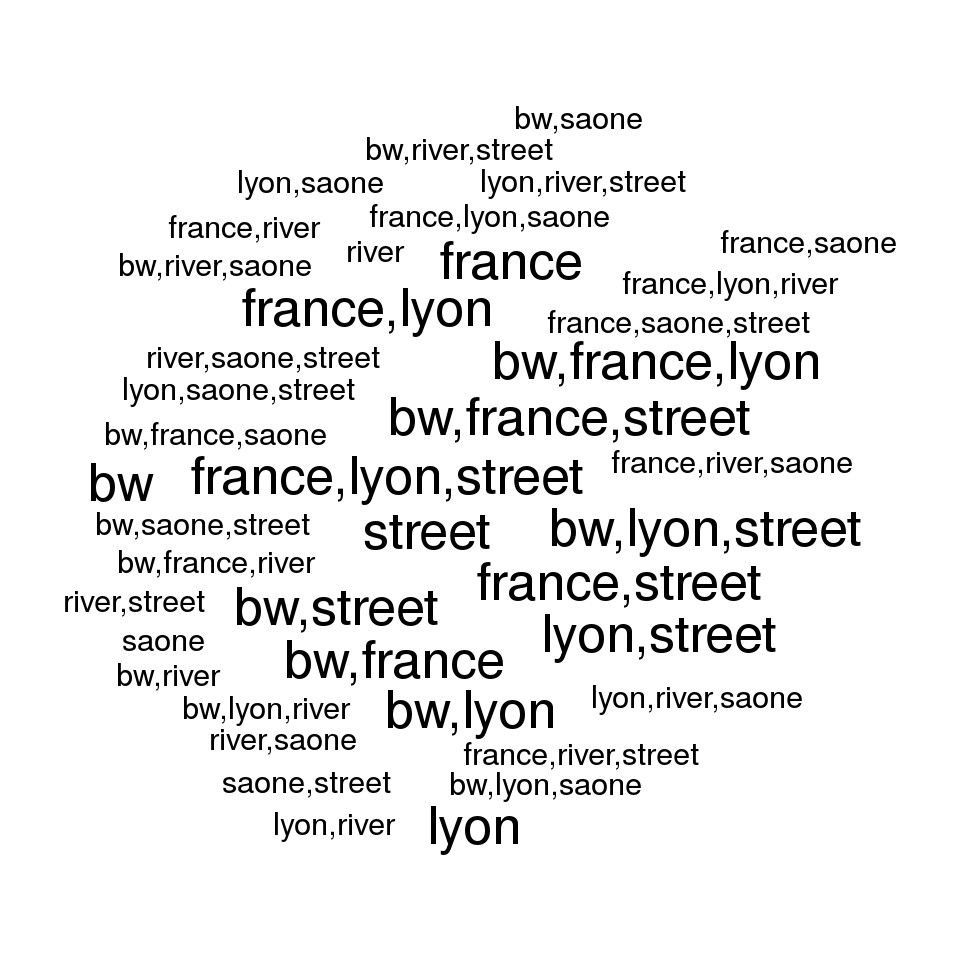 bw,saone
bw,river,street
lyon,saone
lyon,river,street
france,lyon,saone
france,river
france,saone
river
france
bw,river,saone
france,lyon,river
france,lyon
france,saone,street
river,saone,street
bw,france,lyon
lyon,saone,street
bw,france,street
bw,france,saone
france,river,saone
bw
france,lyon,street
bw,saone,street
street
bw,lyon,street
bw,france,river
france,street
river,street
bw,street
lyon,street
saone
bw,france
bw,river
lyon,river,saone
bw,lyon,river
bw,lyon
river,saone
france,river,street
saone,street
bw,lyon,saone
lyon,river
lyon